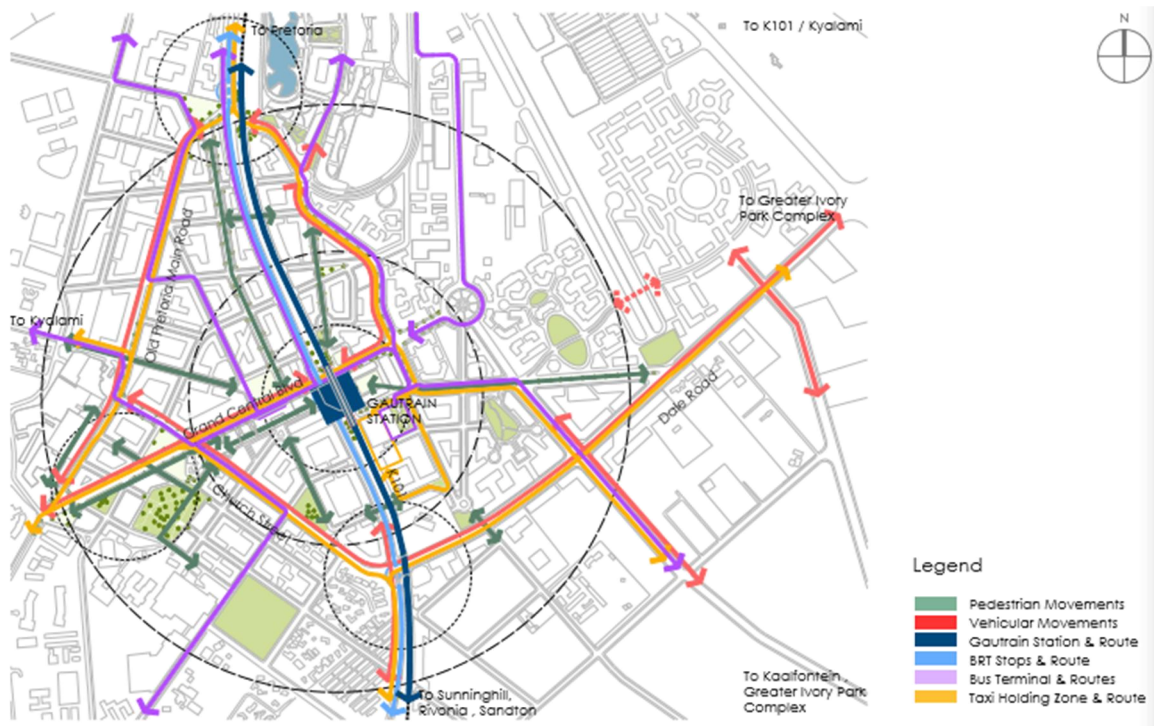 To Pretoria
To K101 / Kyalami
N
To Greater Ivory
Park Complex
Old Pretoria Main Road
To Kyalami
Grand Central Blvd
GAUTRAIN
STATION
Dale Road
K101
Church Street
To Sunninghill,
Rivonia , Sandton
To Kaalfontein ,
Greater Ivory Park
Complex
Legend
Pedestrian Movements
Vehicular Movements
Gautrain Station & Route
BRT Stops & Route
Bus Terminal & Routes
Taxi Holding Zone & Route